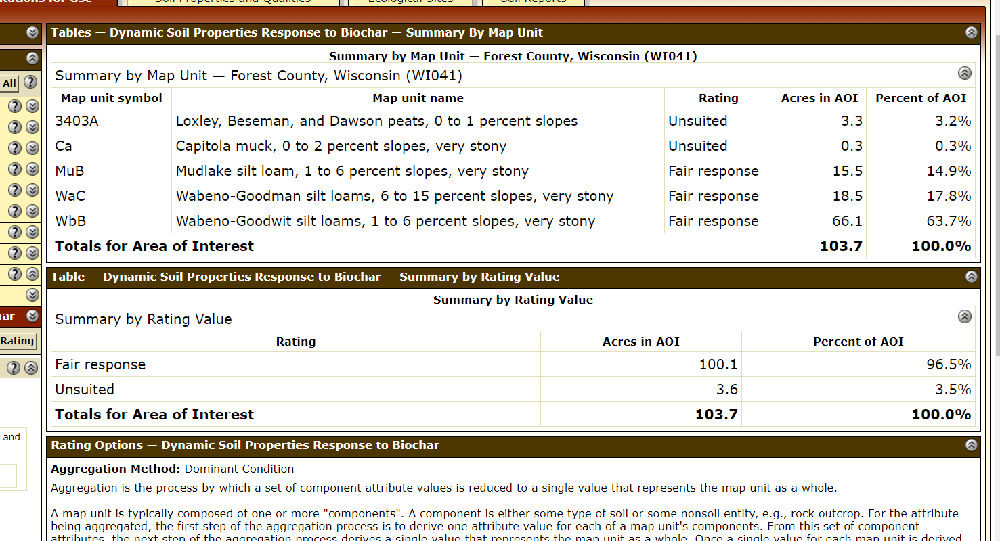 Soil Properties and Qualities Ecological Sites Soil Reports
Tables — Dynamic Soil Properties Response to Biochar — Summary By Map Unit
Summary by Map Unit — Forest County, Wisconsin (WI041)
Summary by Map Unit — Forest County, Wisconsin (WI041)
Map unit symbol Map unit name Rating Acres in AOI Percent of AOI
3403A Loxley, Beseman, and Dawson peats, 0 to 1 percent slopes Unsuited 3.3 3.2%
Ca Capitola muck, 0 to 2 percent slopes, very stony Unsuited 0.3 0.3%
MuB Mudlake silt loam, 1 to 6 percent slopes, very stony Fair response 15.5 14.9%
WaC Wabeno-Goodman silt loams, 6 to 15 percent slopes, very stony Fair response 18.5 17.8%
WbB Wabeno-Goodwit silt loams, 1 to 6 percent slopes, very stony Fair response 66.1 63.7%
Totals for Area of Interest 103.7 100.0%
Table — Dynamic Soil Properties Response to Biochar — Summary by Rating Value
Summary by Rating Value
Summary by Rating Value
Rating Acres in AOI Percent of AOI
Fair response 100.1 96.5%
Unsuited 3.6 3.5%
Totals for Area of Interest 103.7 100.0%
Rating Options — Dynamic Soil Properties Response to Biochar
Aggregation Method: Dominant Condition
Aggregation is the process by which a set of component attribute values is reduced to a single value that represents the map unit as a whole.
A map unit is typically composed of one or more "components". A component is either some type of soil or some nonsoil entity, e.g., rock outcrop. For the attribute
being aggregated, the first step of the aggregation process is to derive one attribute value for each of a map unit's components. From this set of component
attributes, the next step of the aggregation process derives a single value that represents the map unit as a whole. Once a single value for each map unit is derived,
All
?
?
?
?
?
?
?
?
?
?
ar
Rating
?
and